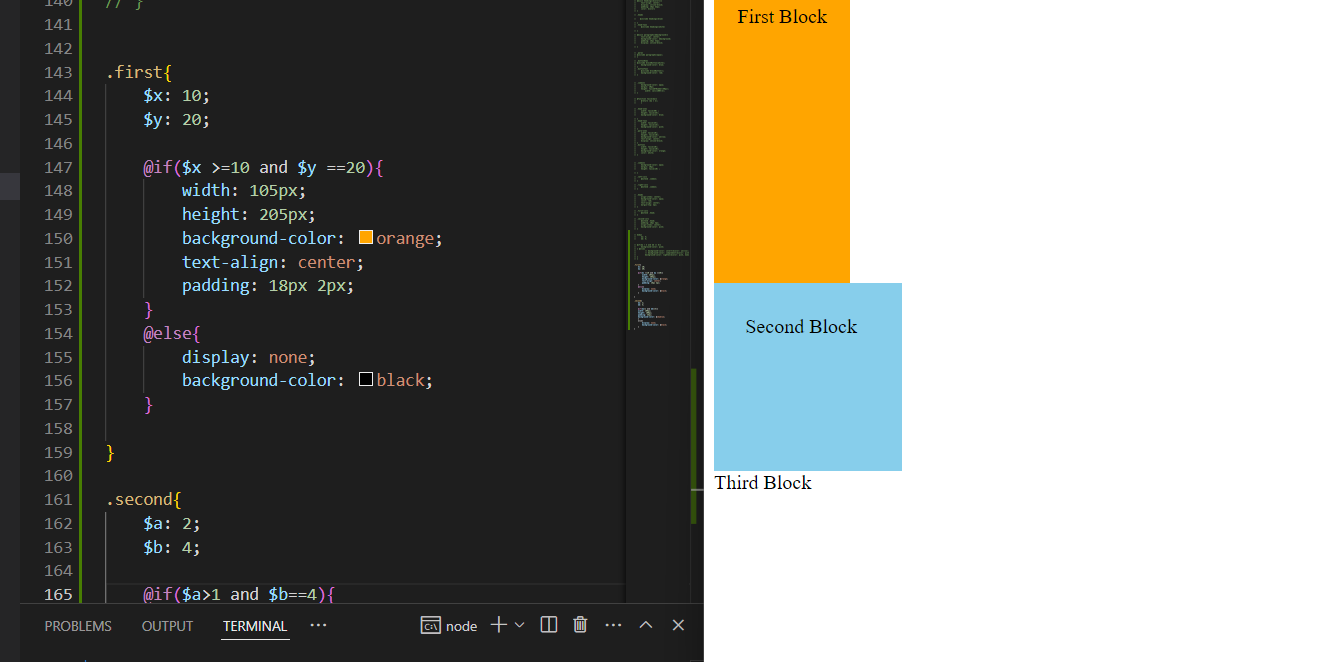 140 // }
141
142
143 .first{
144 $x: 10;
145 $y: 20;
146
147 @if($x >=10 and $y ==20){
148 width: 105px;
149 height: 205px;
150 background-color: orange;
151 text-align: center;
152 padding: 18px 2px;
153 }
154 @else{
155 display: none;
156 background-color: black;
157 }
158
159 }
160
161 .second{
162 $a: 2;
163 $b: 4;
164
165 @if($a>1 and $b==4){
PROBLEMS OUTPUT TERMINAL ··· node ···
First Block
Second Block
Third Block